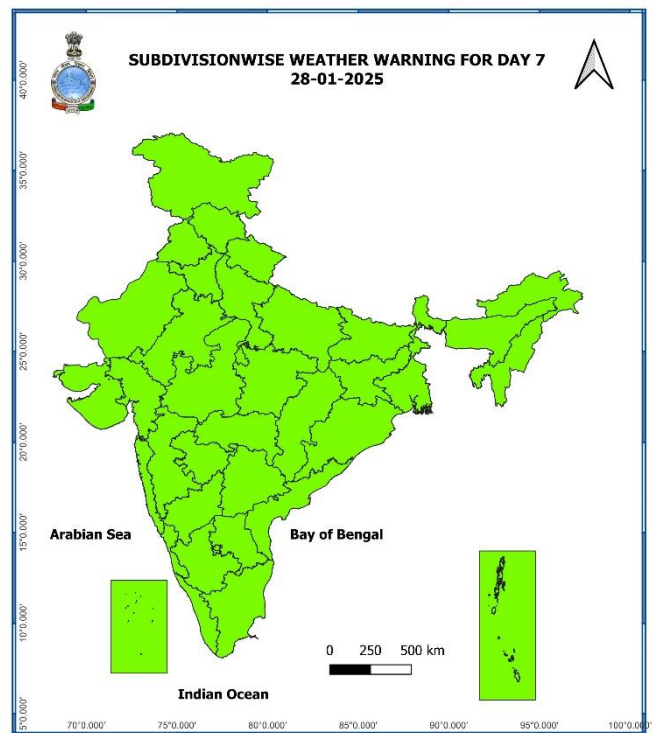 SUBDIVISIONWISE WEATHER WARNING FOR DAY 7
28-01-2025
40°0.000'
35°0.000'
30°0.000'
25°0.000'
20°0.000'
15°0.000'
10°0.000'
5°0.000'
Arabian Sea
Bay of Bengal
0 250 500 km
Indian Ocean
70°0.000' 75°0.000' 80°0.000' 85°0.000' 90°0.000' 95°0.000' 100°0.000'